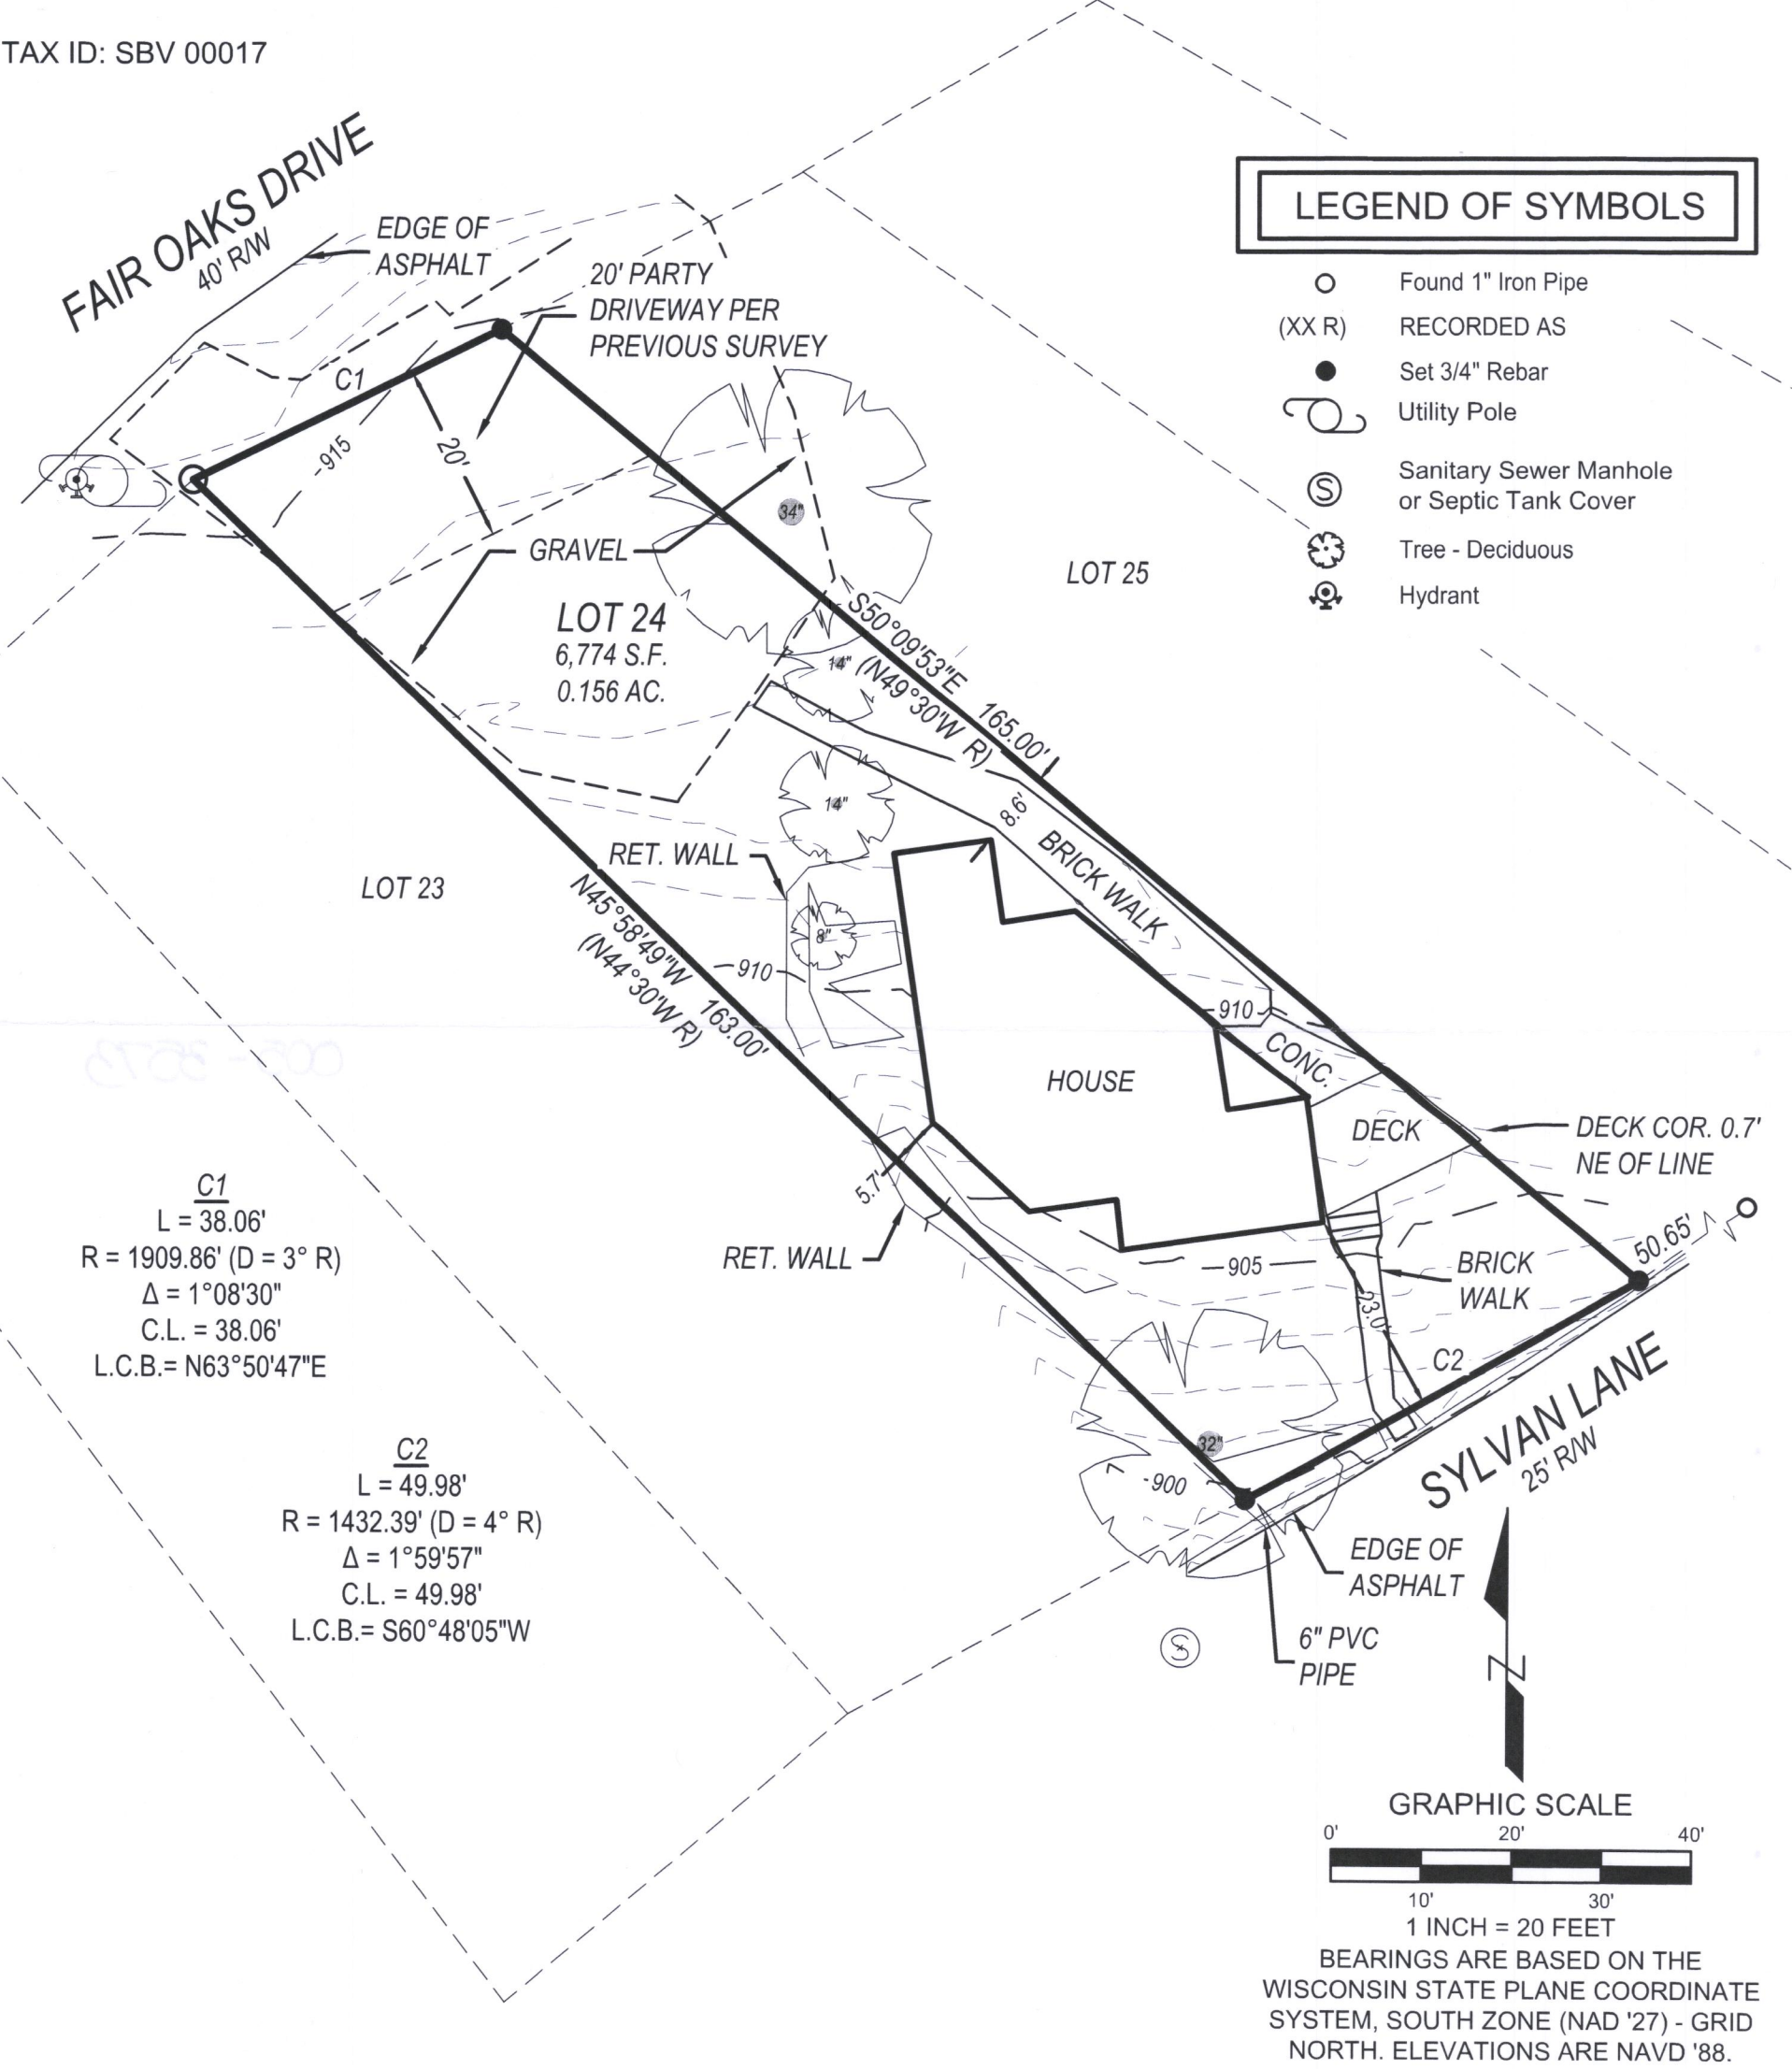 TAX ID: SBV 00017
FAIR OAKS DRIVE
40' R/W
EDGE OF
ASPHALT
20' PARTY
DRIVEWAY PER
PREVIOUS SURVEY
LEGEND OF SYMBOLS
Found 1" Iron Pipe
(XX R) RECORDED AS
Set 3/4" Rebar
Utility Pole
S Sanitary Sewer Manhole
or Septic Tank Cover
Tree - Deciduous
Hydrant
C1
915
20'
34"
GRAVEL
LOT 25
LOT 24
6,774 S.F.
0.156 AC.
S50°09'53"E 165.00'
(N49°30'W R)
14"
14"
8.6'
BRICK WALK
RET. WALL
LOT 23
N45°58'49"W 163.00'
(N44°30'W R)
8"
910
910
CONC.
HOUSE
DECK
DECK COR. 0.7'
NE OF LINE
5.7'
RET. WALL
905
BRICK
WALK
50.65'
23.0'
C2
SYLVAN LANE
25' R/W
32"
900
EDGE OF
ASPHALT
6" PVC
PIPE
S
C1
L = 38.06'
R = 1909.86' (D = 3° R)
Δ = 1°08'30"
C.L. = 38.06'
L.C.B.= N63°50'47"E
C2
L = 49.98'
R = 1432.39' (D = 4° R)
Δ = 1°59'57"
C.L. = 49.98'
L.C.B.= S60°48'05"W
N
GRAPHIC SCALE
0' 20' 40'
10' 30'
1 INCH = 20 FEET
BEARINGS ARE BASED ON THE
WISCONSIN STATE PLANE COORDINATE
SYSTEM, SOUTH ZONE (NAD '27) - GRID
NORTH. ELEVATIONS ARE NAVD '88.